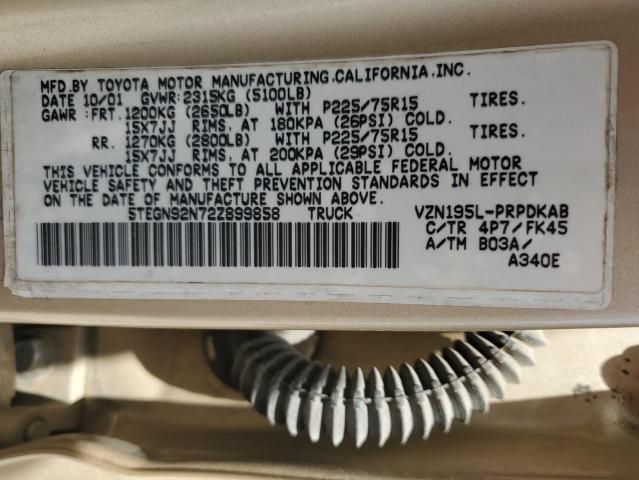 MFD.BY TOYOTA MOTOR MANUFACTURING,CALIFORNIA,INC.
DATE 10/01 GVWR:2315KG (5100LB)
GAWR :FRT. 1200KG (2650LB) WITH P225/75R15 TIRES.
15X7JJ RIMS, AT 180KPA (26PSI) COLD.
RR. 1270KG (2800LB) WITH P225/75R15 TIRES.
15X7JJ RIMS, AT 200KPA (29PSI) COLD.
THIS VEHICLE CONFORMS TO ALL APPLICABLE FEDERAL MOTOR
VEHICLE SAFETY AND THEFT PREVENTION STANDARDS IN EFFECT
ON THE DATE OF MANUFACTURE SHOWN ABOVE.
5TEGN92N72Z899858 TRUCK VZN195L-PRPDKAB
C/TR 4P7/FK45
A/TM B03A/
A340E